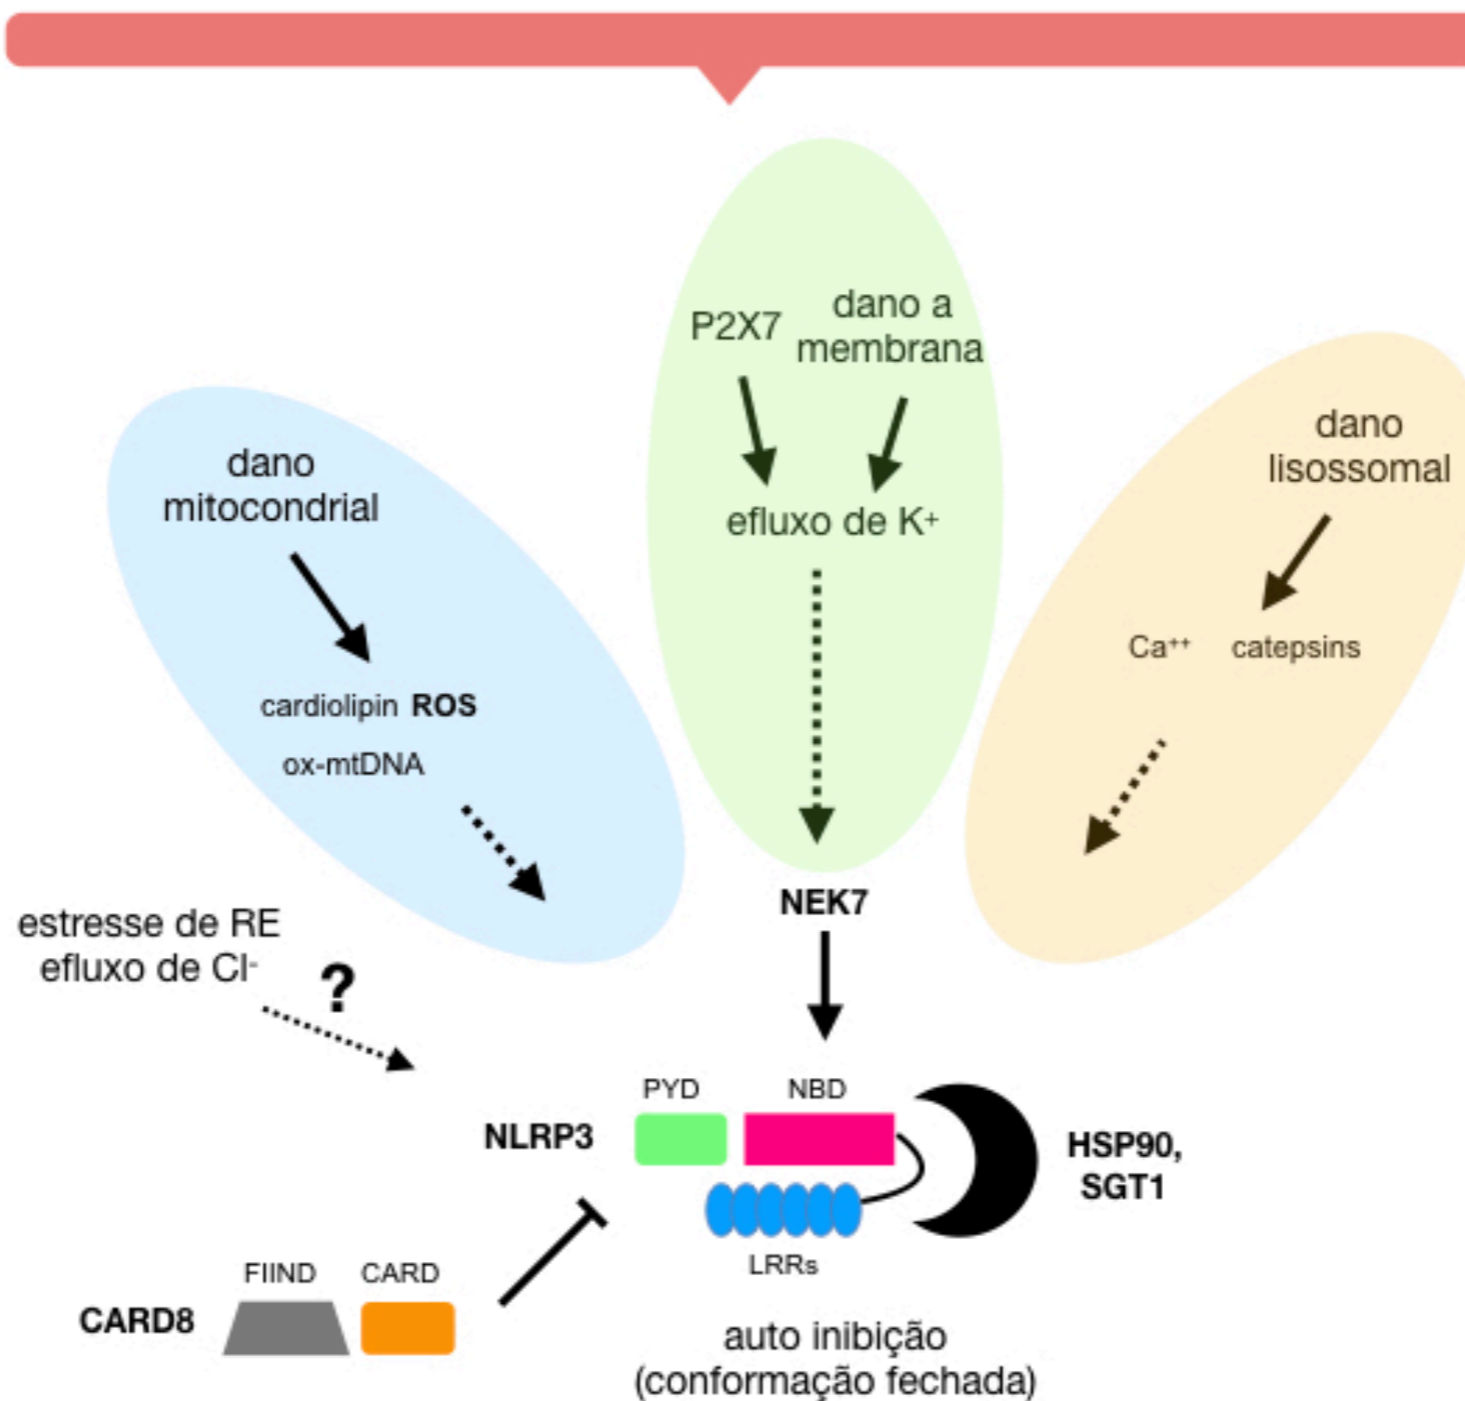 P2X7
dano a
membrana
efluxo de K+
dano
mitocondrial
cardiolipin ROS
ox-mtDNA
dano
lisossomal
Ca++ catepsins
estresse de RE
efluxo de Cl-
?
NEK7
PYD NBD
NLRP3
HSP90,
SGT1
LRRs
FIIND CARD
CARD8
auto inibição
(conformação fechada)